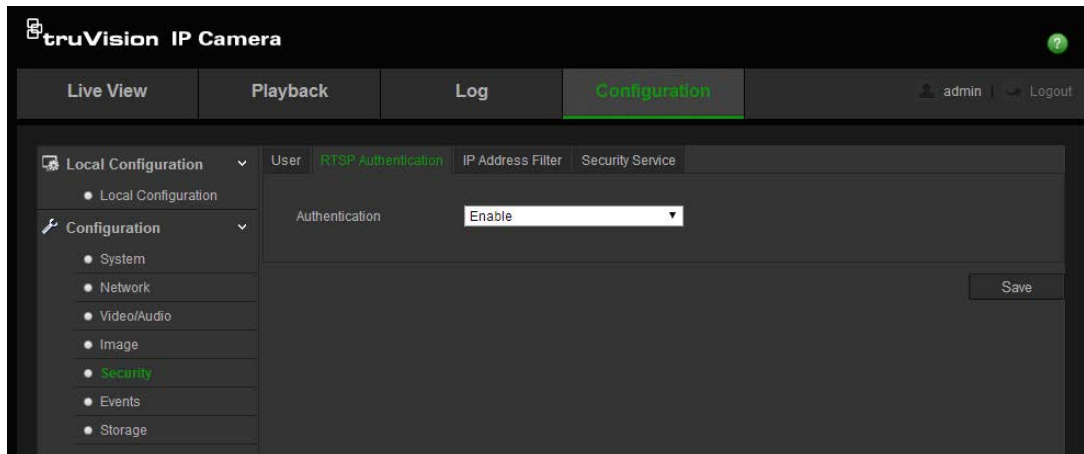 truVision IP Camera
?
Live View
Playback
Log
Configuration
admin | Logout
Local Configuration
Local Configuration
Configuration
System
Network
Video/Audio
Image
Security
Events
Storage
User
RTSP Authentication
IP Address Filter
Security Service
Authentication
Enable
Save